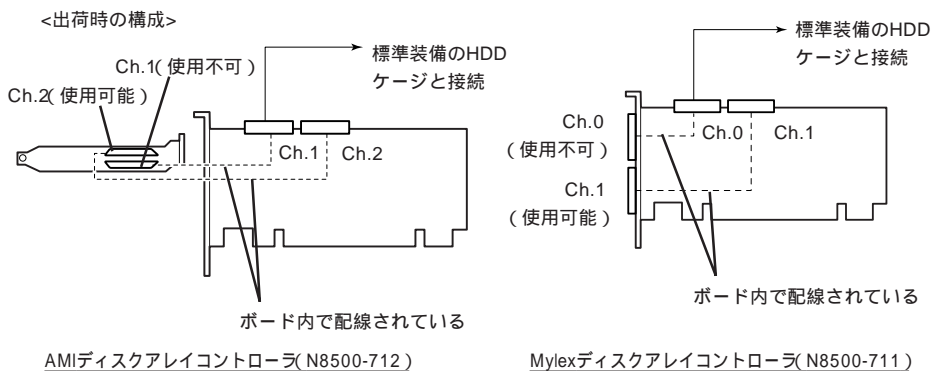 <出荷時の構成>
標準装備のHDD
ケージと接続
Ch.1(使用不可)
Ch.2(使用可能)
Ch.1
Ch.2
ボード内で配線されている
AMIディスクアレイコントローラ(N8500-712)
標準装備のHDD
ケージと接続
Ch.0
(使用不可)
Ch.0
Ch.1
Ch.1
(使用可能)
ボード内で配線されている
Mylexディスクアレイコントローラ(N8500-711)